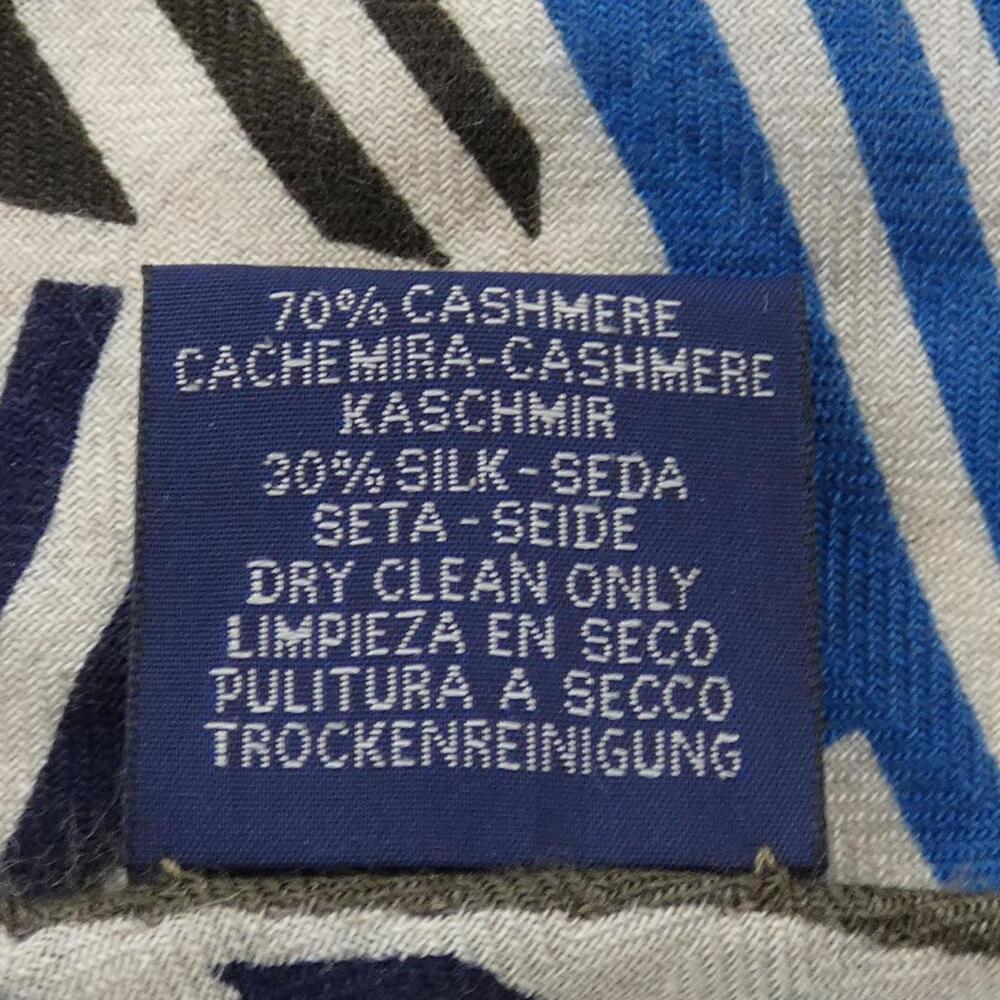 70% CASHMERE
CACHEMIRA-CASHMERE
KASCHMIR
30% SILK-SEDA
SETA-SEIDE
DRY CLEAN ONLY
LIMPIEZA EN SECO
PULITURA A SECCO
TROCKENREINIGUNG